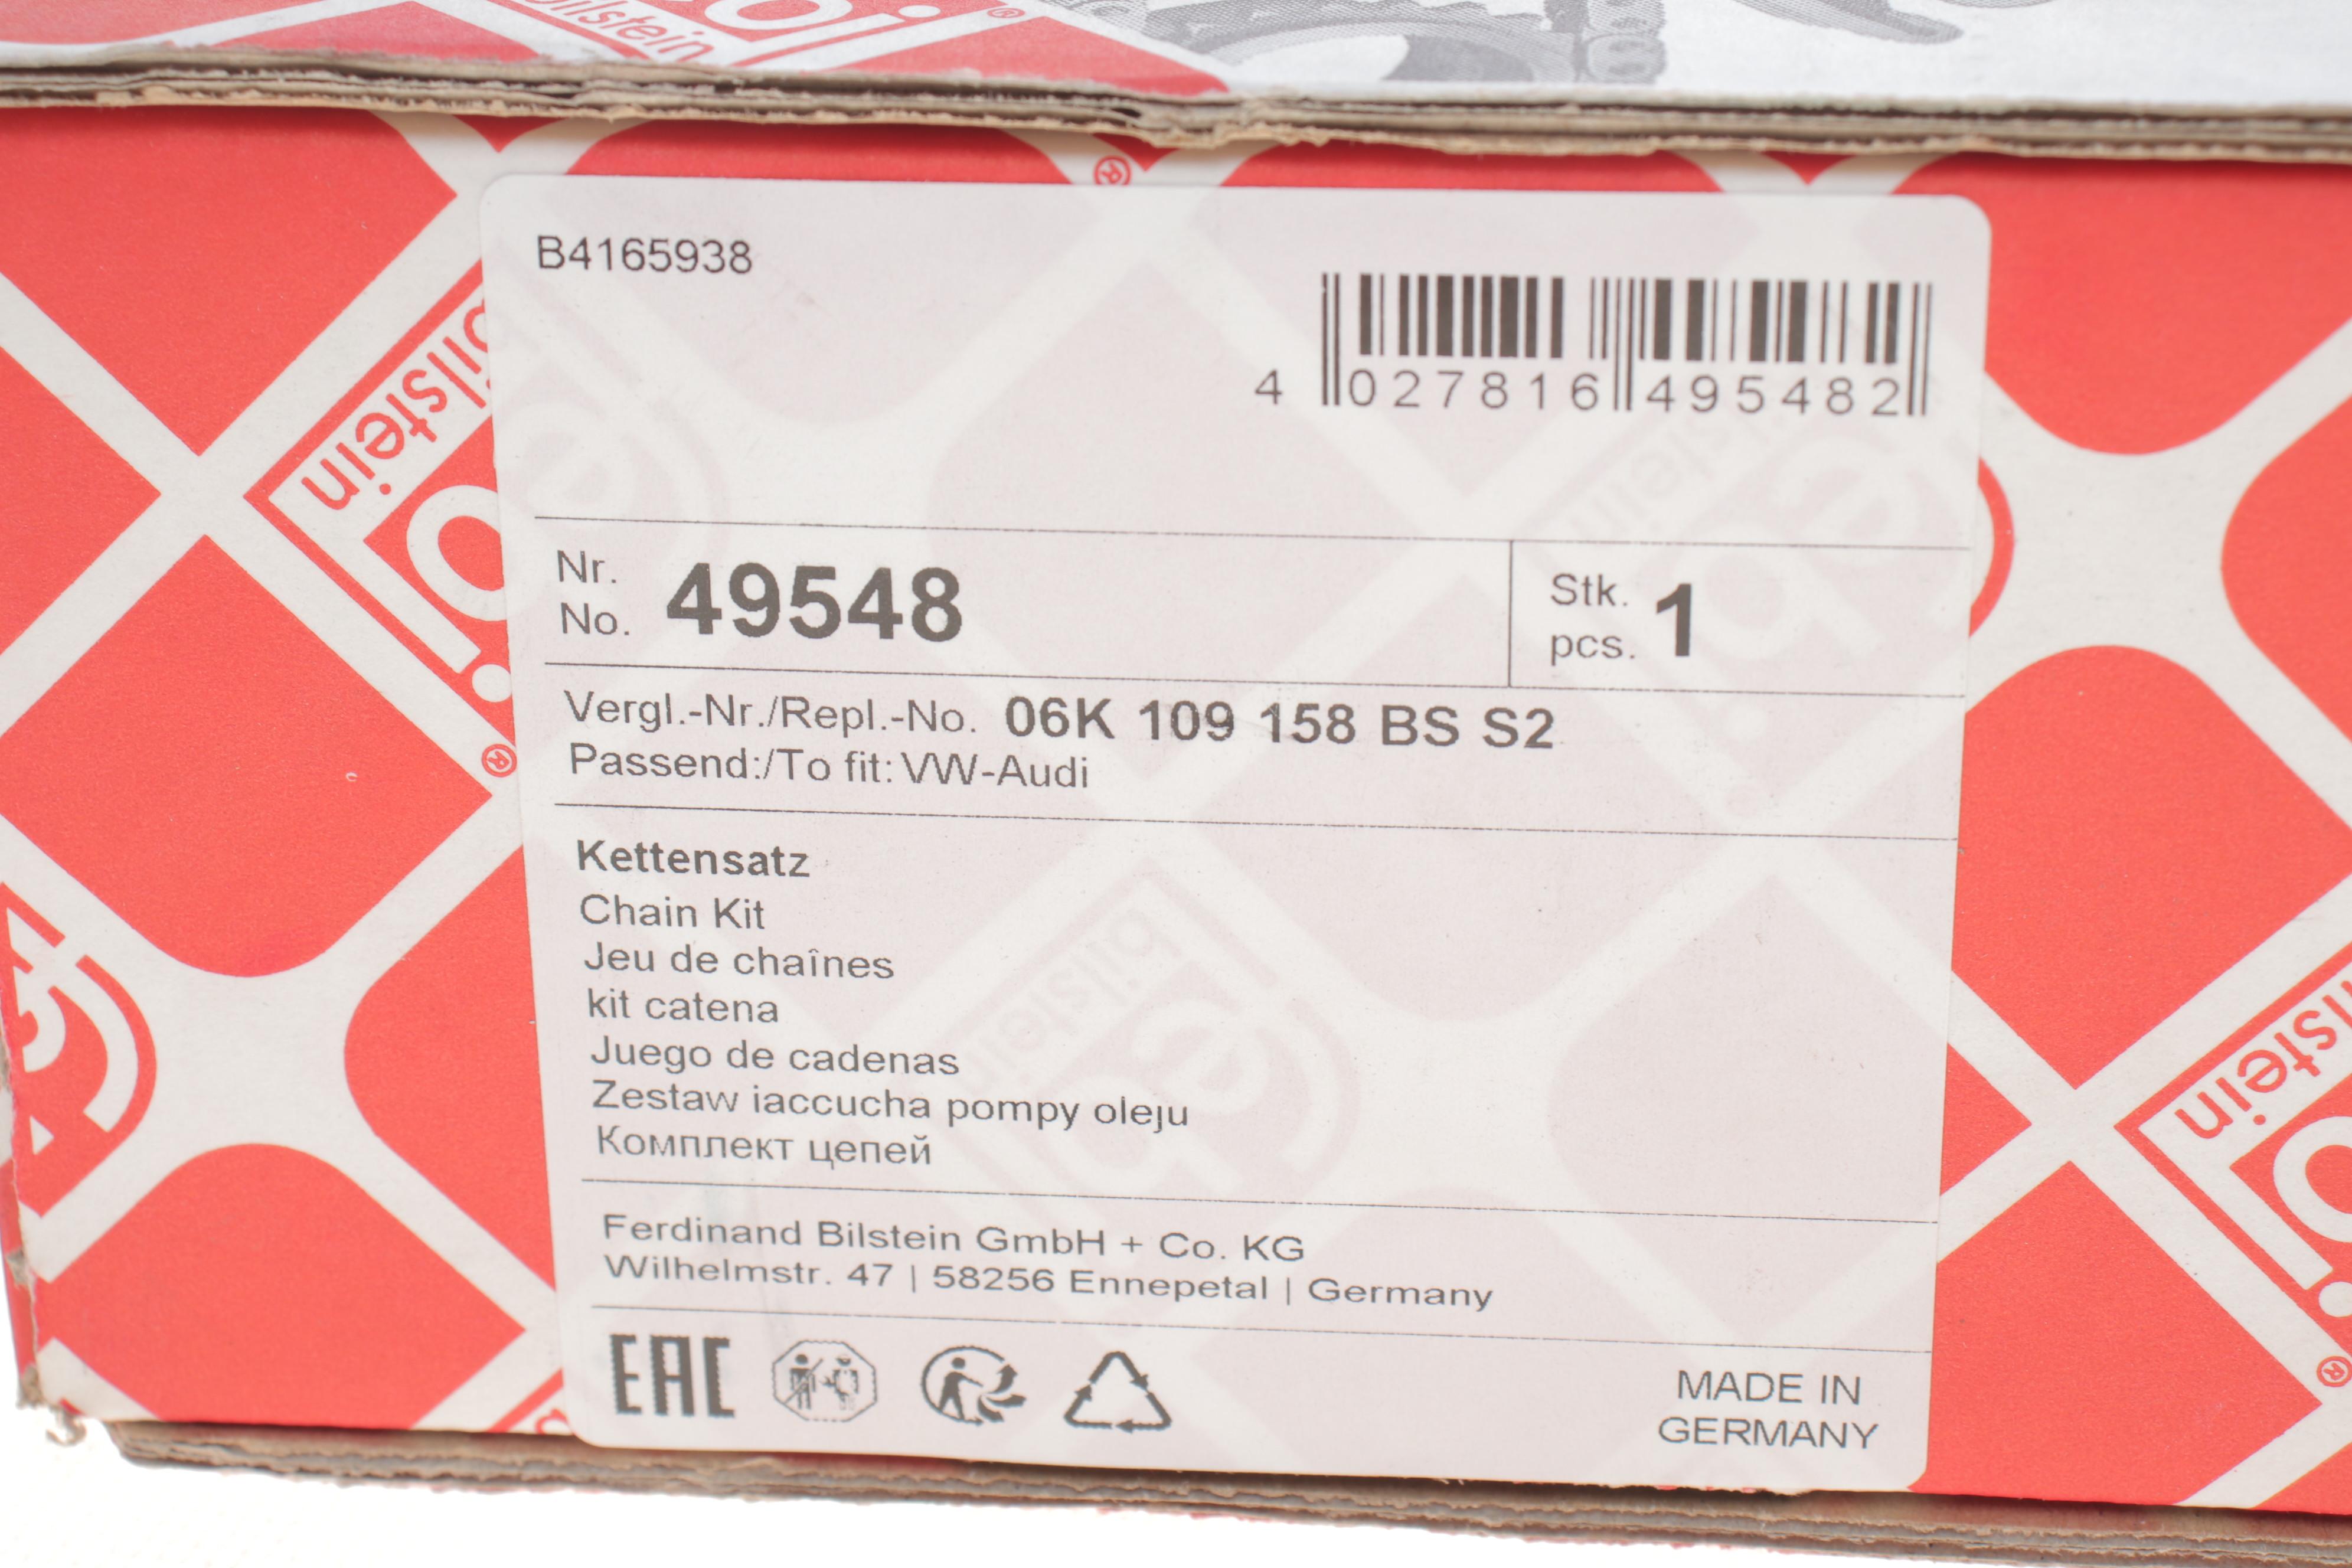 bilstein
®
®
B4165938
4 027816 495482
bilstein
Nr.
No. 49548
Stk.
pcs. 1
Vergl.-Nr./Repl.-No. 06K 109 158 BS S2
Passend:/To fit: VW-Audi
®
Kettensatz
Chain Kit
Jeu de chaînes
kit catena
Juego de cadenas
Zestaw iaccucha pompy oleju
Комплект цепей
Ferdinand Bilstein GmbH + Co. KG
Wilhelmstr. 47 | 58256 Ennepetal | Germany
EAC
MADE IN
GERMANY
®